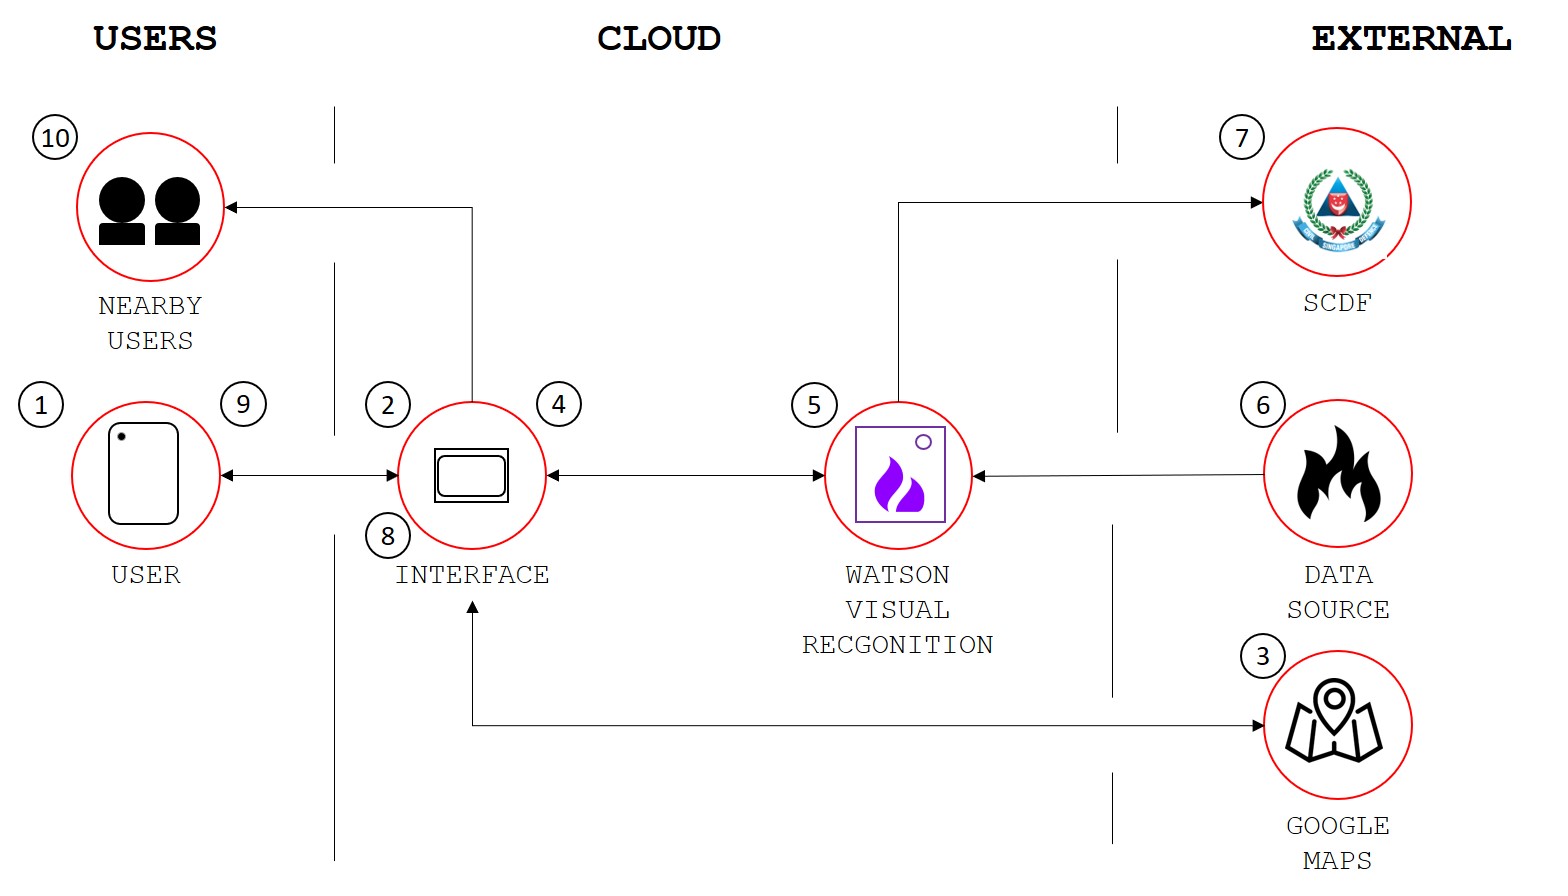 USERS
CLOUD
EXTERNAL
10
7
SINGAPORE
NEARBY
USERS
SCDF
1
9
2
4
5
6
8
USER
INTERFACE
WATSON
VISUAL
RECGONITION
DATA
SOURCE
3
GOOGLE
MAPS